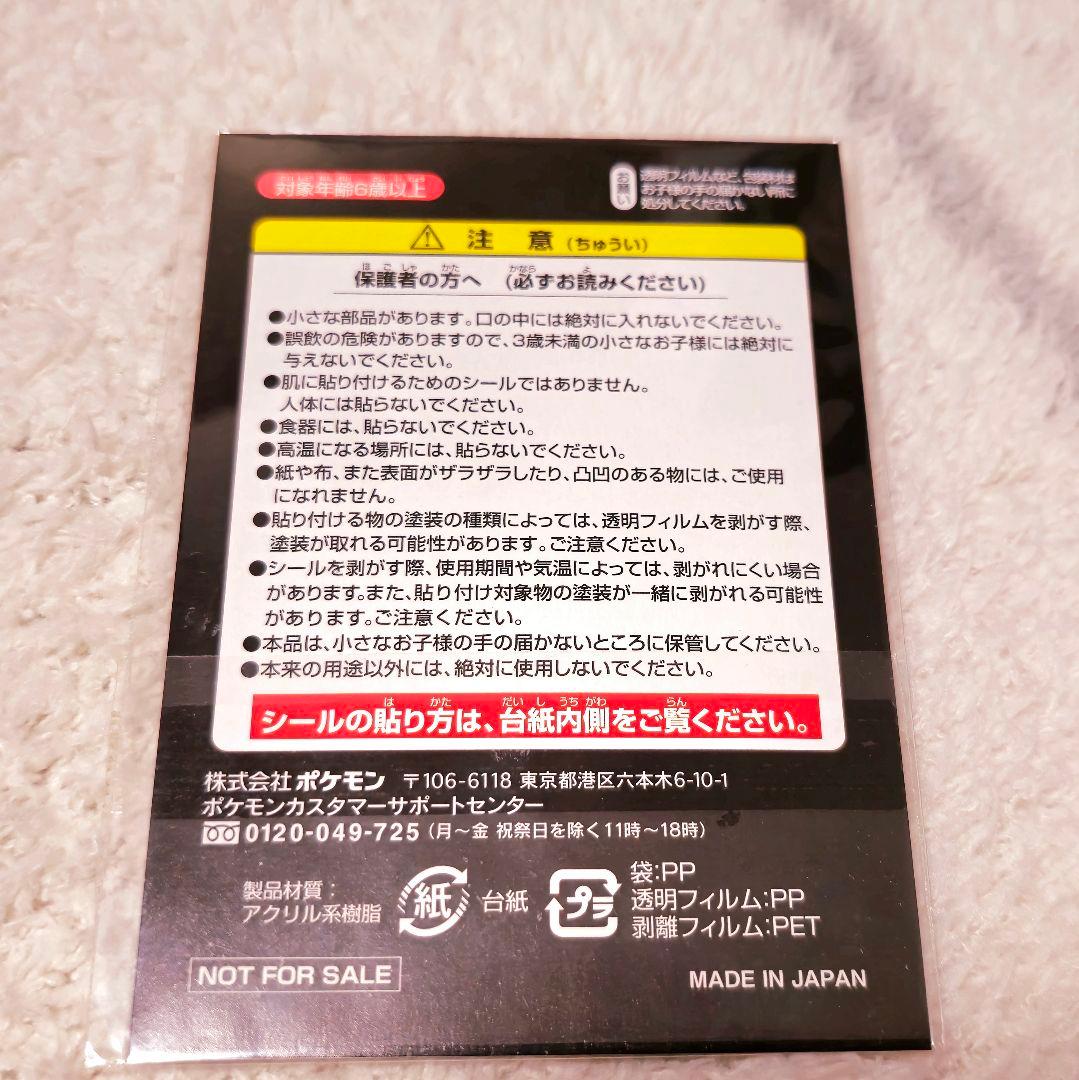 対象年齢6歳以上
お願い
透明フィルムなど、包装材は
お子様の手の届かない所に
処分してください。
⚠ 注 意 (ちゅうい)
保護者の方へ (必ずお読みください)
●小さな部品があります。口の中には絶対に入れないでください。
●誤飲の危険がありますので、3歳未満の小さなお子様には絶対に
与えないでください。
●肌に貼り付けるためのシールではありません。
人体には貼らないでください。
●食器には、貼らないでください。
●高温になる場所には、貼らないでください。
●紙や布、また表面がザラザラしたり、凸凹のある物には、ご使用
になれません。
●貼り付ける物の塗装の種類によっては、透明フィルムを剥がす際、
塗装が取れる可能性があります。ご注意ください。
●シールを剥がす際、使用期間や気温によっては、剥がれにくい場合
があります。また、貼り付け対象物の塗装が一緒に剥がれる可能性
があります。ご注意ください。
●本品は、小さなお子様の手の届かないところに保管してください。
●本来の用途以外には、絶対に使用しないでください。
シールの貼り方は、台紙内側をご覧ください。
株式会社 ポケモン 〒106-6118 東京都港区六本木6-10-1
ポケモンカスタマーサポートセンター
0120-049-725 (月～金 祝祭日を除く11時～18時)
製品材質：
アクリル系樹脂
紙 台紙
プラ
袋:PP
透明フィルム:PP
剥離フィルム:PET
NOT FOR SALE
MADE IN JAPAN